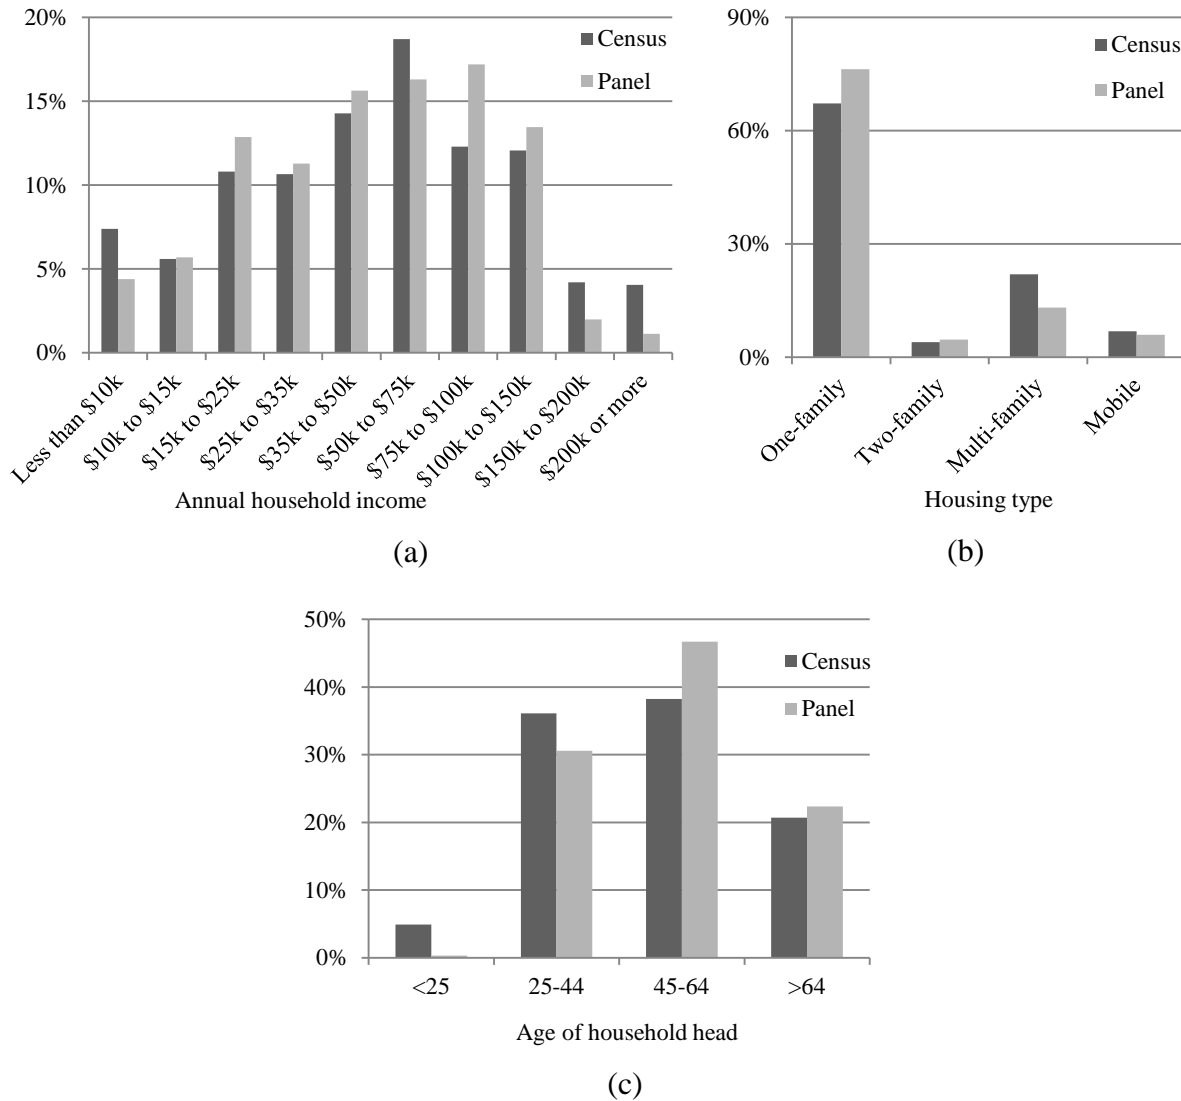 20%
15%
10%
5%
0%
Census
Panel
Less than $10k
$10k to $15k
$15k to $25k
$25k to $35k
$35k to $50k
$50k to $75k
$75k to $100k
$100k to $150k
$150k to $200k
$200k or more
Annual household income
(a)
90%
60%
30%
0%
Census
Panel
One-family
Two-family
Multi-family
Mobile
Housing type
(b)
50%
40%
30%
20%
10%
0%
Census
Panel
<25
25-44
45-64
>64
Age of household head
(c)